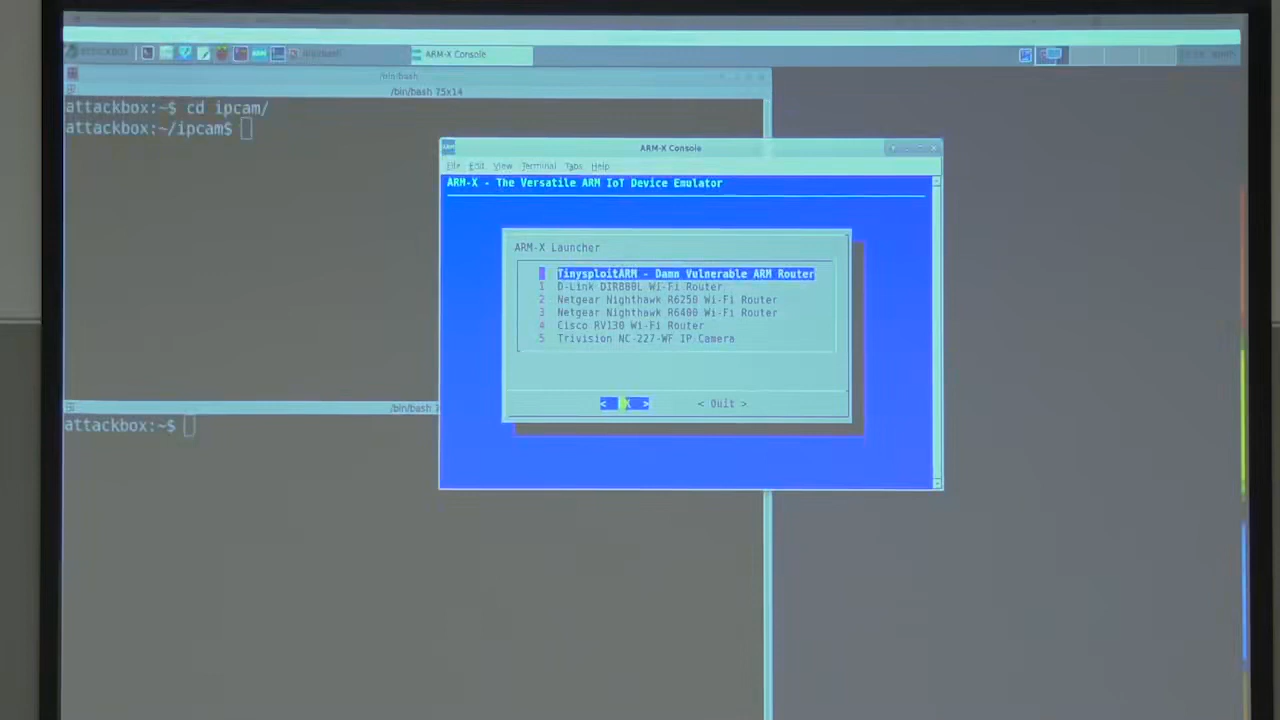 ARM-X Console
/bin/bash
/bin/bash 75x14
attackbox:~$ cd ipcam/
attackbox:~/ipcam$
ARM-X Console
File Edit View Terminal Tabs Help
ARM-X - The Versatile ARM IoT Device Emulator
ARM-X Launcher
TinysploitARM - Damn Vulnerable ARM Router
1 D-Link DIR880L Wi-Fi Router
2 Netgear Nighthawk R6250 Wi-Fi Router
3 Netgear Nighthawk R6400 Wi-Fi Router
4 Cisco RV130 Wi-Fi Router
5 Trivision NC-227-WF IP Camera
< Quit >
/bin/bash
attackbox:~$